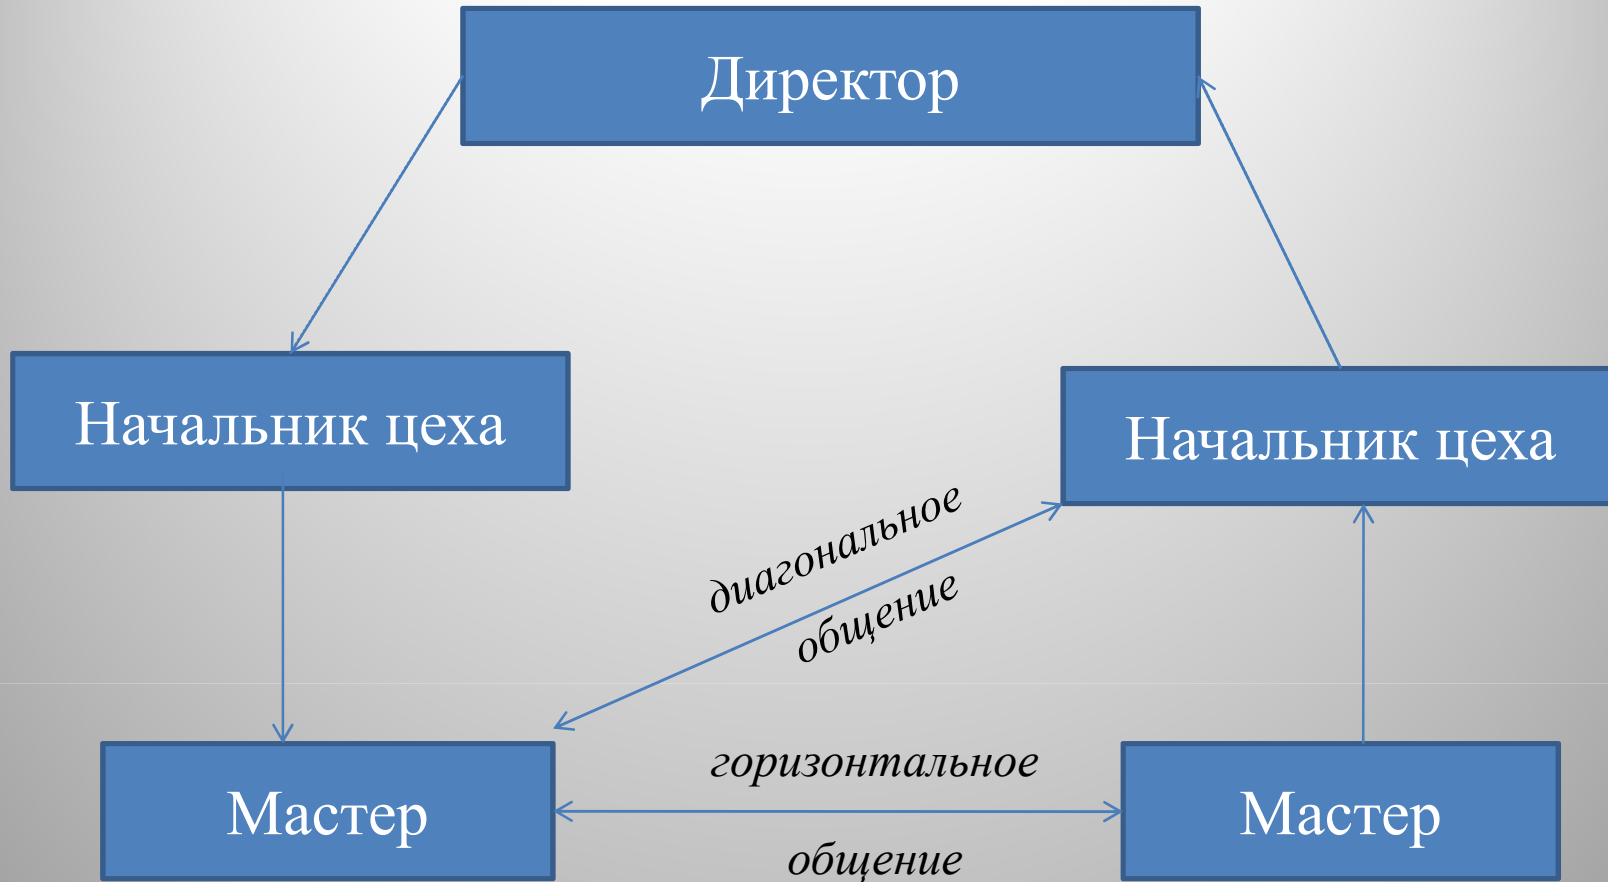 Директор
Начальник цеха
Начальник цеха
диагональное
общение
горизонтальное
общение
Мастер
Мастер